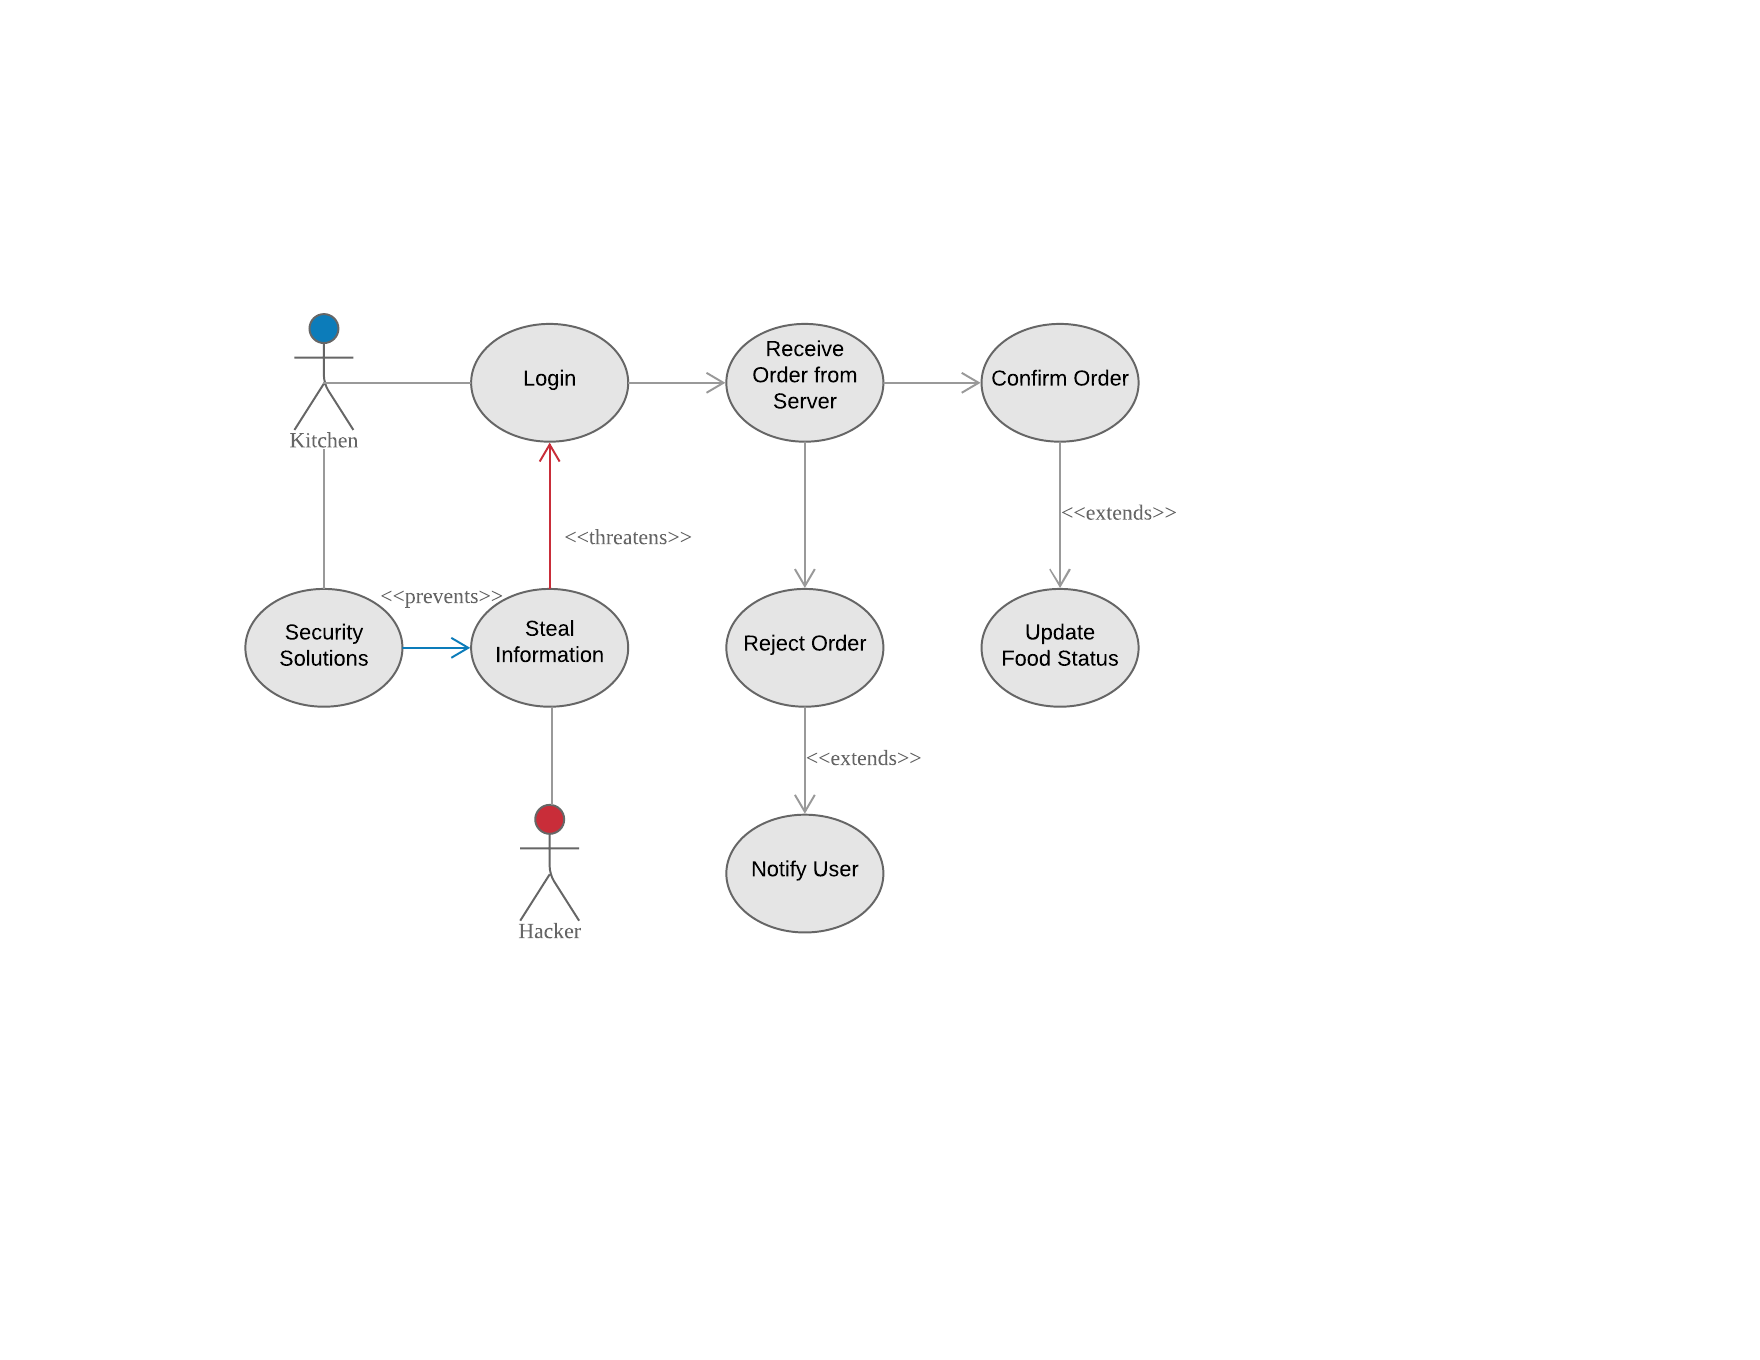 Receive
Order from
Server
Login
Confirm Order
Kitchen
<<extends>>
<<threatens>>
<<prevents>>
Security
Solutions
Steal
Information
Reject Order
Update
Food Status
<<extends>>
Notify User
Hacker